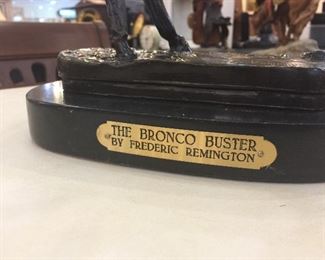 THE BRONCO BUSTER
BY FREDERIC REMINGTON